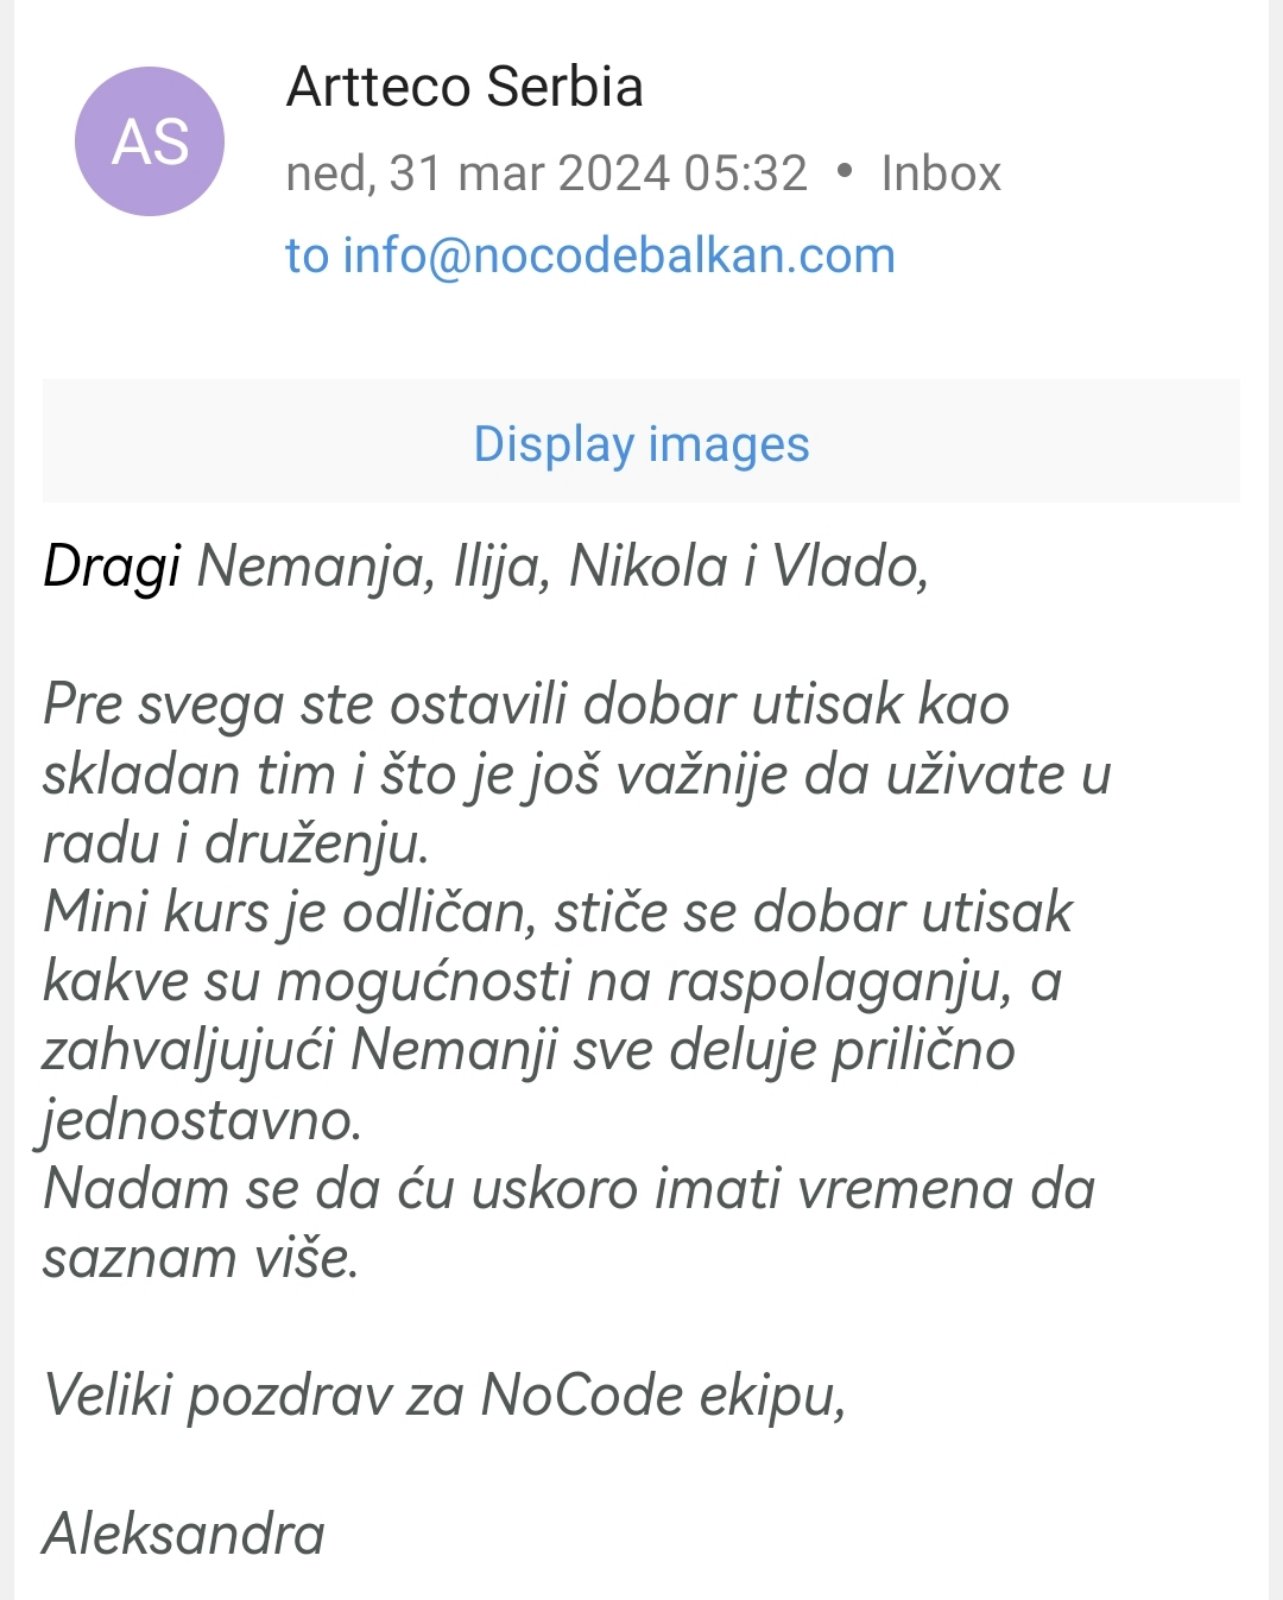 AS
Artteco Serbia
ned, 31 mar 2024 05:32 • Inbox
to info@nocodebalkan.com
Display images
Dragi Nemanja, Ilija, Nikola i Vlado,
Pre svega ste ostavili dobar utisak kao
skladan tim i što je još važnije da uživate u
radu i druženju.
Mini kurs je odličan, stiče se dobar utisak
kakve su mogućnosti na raspolaganju, a
zahvaljujući Nemanji sve deluje prilično
jednostavno.
Nadam se da ću uskoro imati vremena da
saznam više.
Veliki pozdrav za NoCode ekipu,
Aleksandra